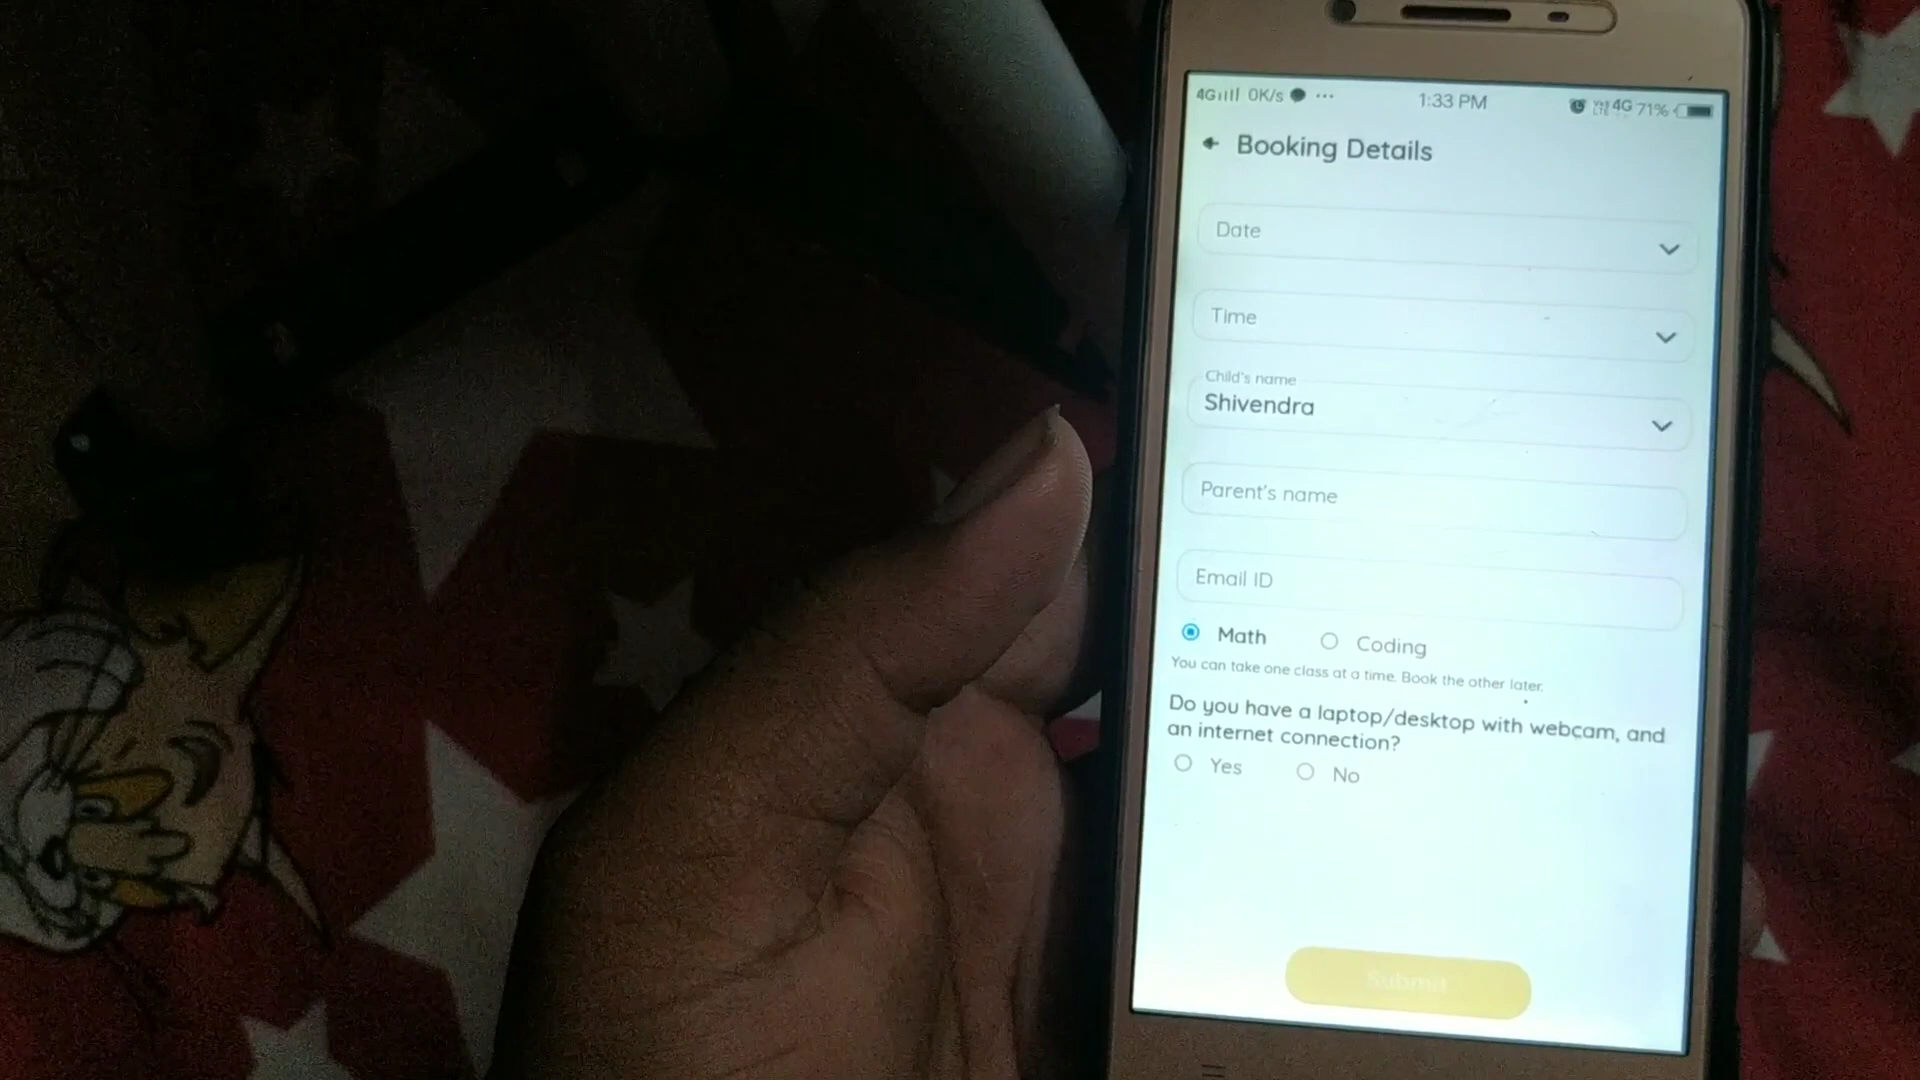 4G 0K/s ... 1:33 PM 4G 71%
Booking Details
Date
Time
Child's name
Shivendra
Parent's name
Email ID
Math Coding
You can take one class at a time. Book the other later.
Do you have a laptop/desktop with webcam, and
an internet connection?
Yes No
Submit